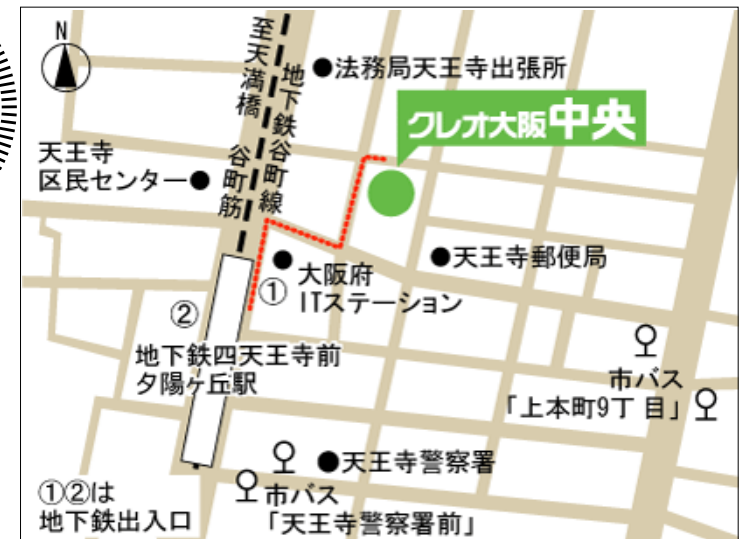 N
至天満橋
地下鉄谷町線
谷町筋
●法務局天王寺出張所
クレオ大阪中央
天王寺
区民センター●
●天王寺郵便局
大阪府
ITステーション
①
②
地下鉄四天王寺前
夕陽ヶ丘駅
市バス
「上本町9丁目」
●天王寺警察署
市バス
「天王寺警察署前」
①②は
地下鉄出入口